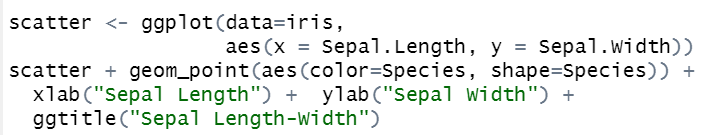 scatter <- ggplot(data=iris,
                  aes(x = Sepal.Length, y = Sepal.Width))
scatter + geom_point(aes(color=Species, shape=Species)) +
  xlab("Sepal Length") +  ylab("Sepal Width") +
  ggtitle("Sepal Length-Width")